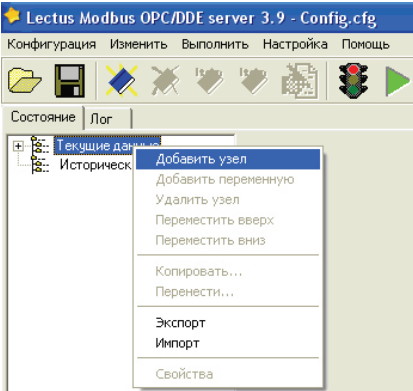 Lectus Modbus OPC/DDE server 3.9 - Config.cfg
Конфигурация Изменить Выполнить Настройка Помощь
Состояние Лог
Текущие данные
Историческ
Добавить узел
Добавить переменную
Удалить узел
Переместить вверх
Переместить вниз
Копировать...
Перенести...
Экспорт
Импорт
Свойства